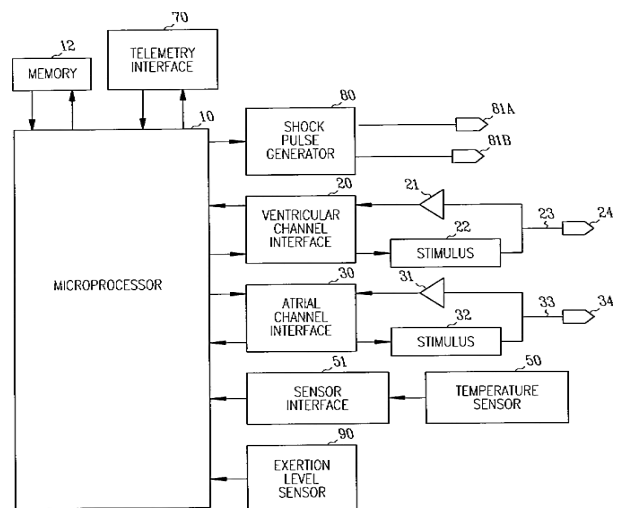 70
12
TELEMETRY
INTERFACE
MEMORY
10
80
SHOCK
PULSE
GENERATOR
81A
81B
20
21
VENTRICULAR
CHANNEL
INTERFACE
22
STIMULUS
23
24
MICROPROCESSOR
30
31
ATRIAL
CHANNEL
INTERFACE
32
STIMULUS
33
34
51
SENSOR
INTERFACE
50
TEMPERATURE
SENSOR
90
EXERTION
LEVEL
SENSOR